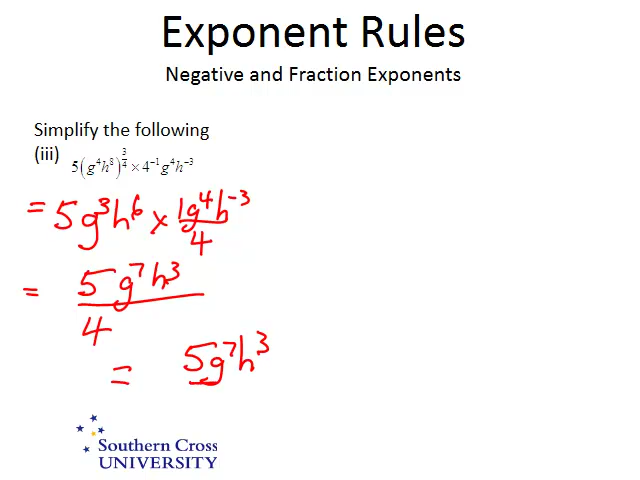 Exponent Rules
Negative and Fraction Exponents
Simplify the following
(iii) 5(g⁴h⁸)^(3/4) × 4⁻¹g⁴h⁻³
= 5g³h⁶ × 1g⁴h⁻³/4
= 5g⁷h³/4
= 5g⁷h³
Southern Cross
UNIVERSITY